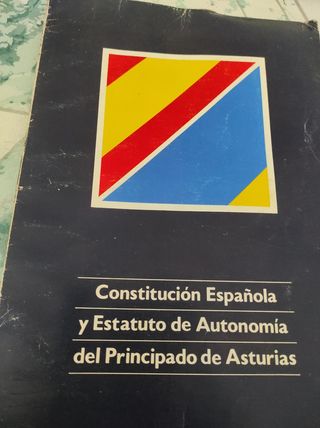 Constitución Española
y Estatuto de Autonomía
del Principado de Asturias